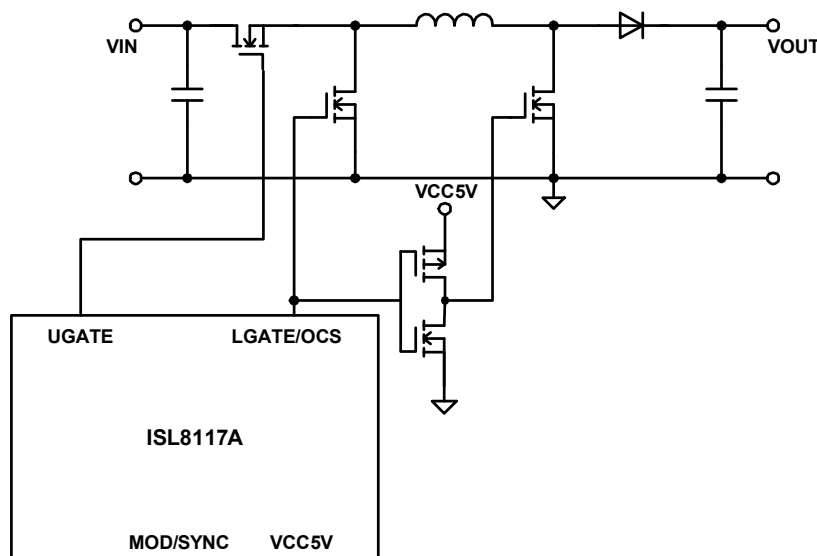 VIN
VOUT
VCC5V
UGATE
LGATE/OCS
ISL8117A
MOD/SYNC
VCC5V